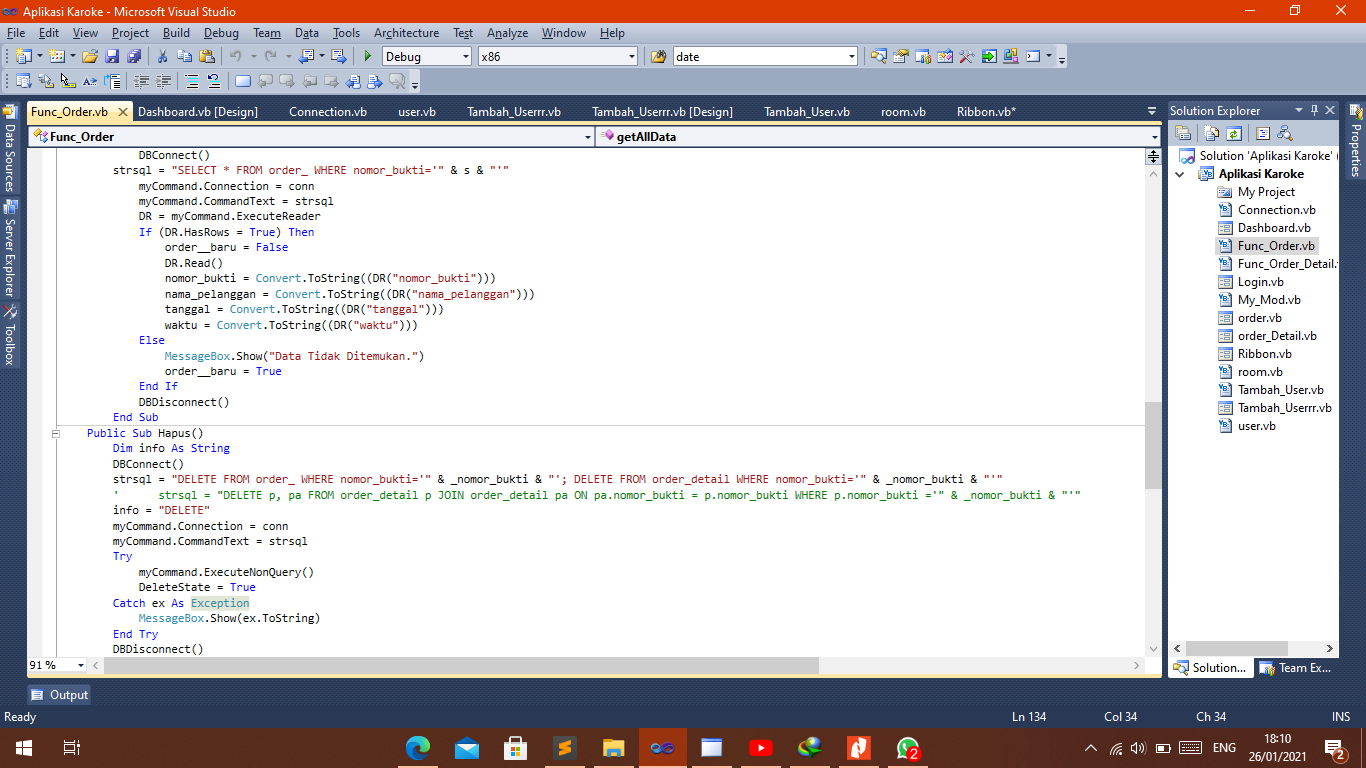 Aplikasi Karoke - Microsoft Visual Studio
File Edit View Project Build Debug Team Data Tools Architecture Test Analyze Window Help
Debug x86 date
Func_Order.vb Dashboard.vb [Design] Connection.vb user.vb Tambah_Userrr.vb Tambah_Userrr.vb [Design] Tambah_User.vb room.vb Ribbon.vb*
Func_Order getAllData
DBConnect()
strsql = "SELECT * FROM order_ WHERE nomor_bukti='" & s & "'"
myCommand.Connection = conn
myCommand.CommandText = strsql
DR = myCommand.ExecuteReader
If (DR.HasRows = True) Then
order__baru = False
DR.Read()
nomor_bukti = Convert.ToString((DR("nomor_bukti")))
nama_pelanggan = Convert.ToString((DR("nama_pelanggan")))
tanggal = Convert.ToString((DR("tanggal")))
waktu = Convert.ToString((DR("waktu")))
Else
MessageBox.Show("Data Tidak Ditemukan.")
order__baru = True
End If
DBDisconnect()
End Sub
Public Sub Hapus()
Dim info As String
DBConnect()
strsql = "DELETE FROM order_ WHERE nomor_bukti='" & _nomor_bukti & "'; DELETE FROM order_detail WHERE nomor_bukti='" & _nomor_bukti & "'"
' strsql = "DELETE p, pa FROM order_detail p JOIN order_detail pa ON pa.nomor_bukti = p.nomor_bukti WHERE p.nomor_bukti ='" & _nomor_bukti & "'"
info = "DELETE"
myCommand.Connection = conn
myCommand.CommandText = strsql
Try
myCommand.ExecuteNonQuery()
DeleteState = True
Catch ex As Exception
MessageBox.Show(ex.ToString)
End Try
DBDisconnect()
91 %
Data Sources
Server Explorer
Toolbox
Solution Explorer
Solution 'Aplikasi Karoke' (
Aplikasi Karoke
My Project
Connection.vb
Dashboard.vb
Func_Order.vb
Func_Order_Detail.
Login.vb
My_Mod.vb
order.vb
order_Detail.vb
Ribbon.vb
room.vb
Tambah_User.vb
Tambah_Userrr.vb
user.vb
Solution... Team Ex...
Properties
Output
Ready Ln 134 Col 34 Ch 34 INS
2
ENG
18:10
26/01/2021
2